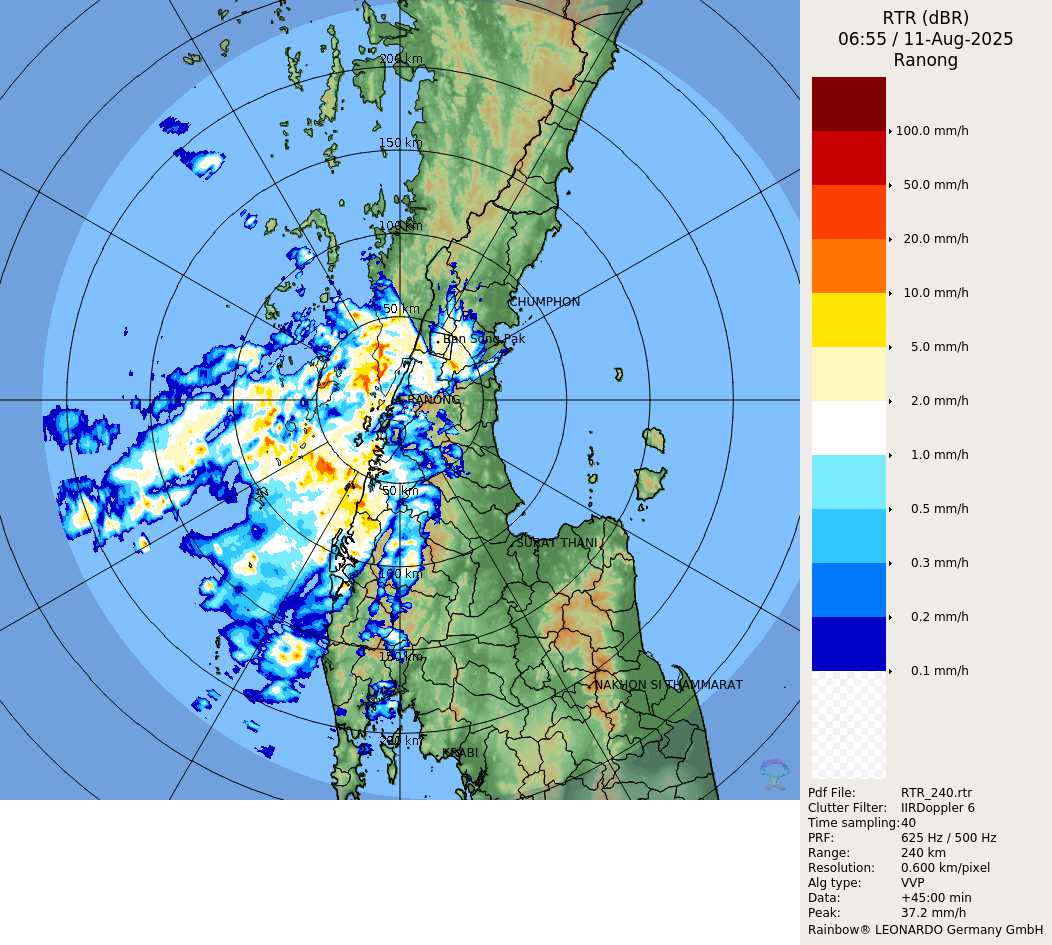 RTR (dBR)
06:55 / 11-Aug-2025
Ranong
100.0 mm/h
50.0 mm/h
20.0 mm/h
10.0 mm/h
5.0 mm/h
2.0 mm/h
1.0 mm/h
0.5 mm/h
0.3 mm/h
0.2 mm/h
0.1 mm/h
200 km
150 km
100 km
50 km
CHUMPHON
Ban Song Pak
RANONG
50 km
SURAT THANI
100 km
150 km
NAKHON SI THAMMARAT
200 km
KRABI
Pdf File: RTR_240.rtr
Clutter Filter: IIRDoppler 6
Time sampling: 40
PRF: 625 Hz / 500 Hz
Range: 240 km
Resolution: 0.600 km/pixel
Alg type: VVP
Data: +45:00 min
Peak: 37.2 mm/h
Rainbow® LEONARDO Germany GmbH